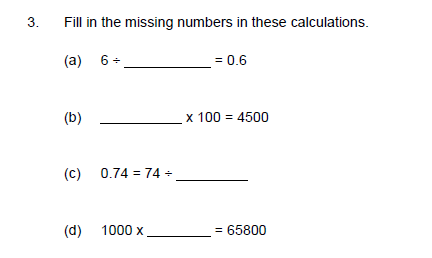 3. Fill in the missing numbers in these calculations.
(a) 6 ÷ __________ = 0.6
(b) __________ x 100 = 4500
(c) 0.74 = 74 ÷ __________
(d) 1000 x __________ = 65800